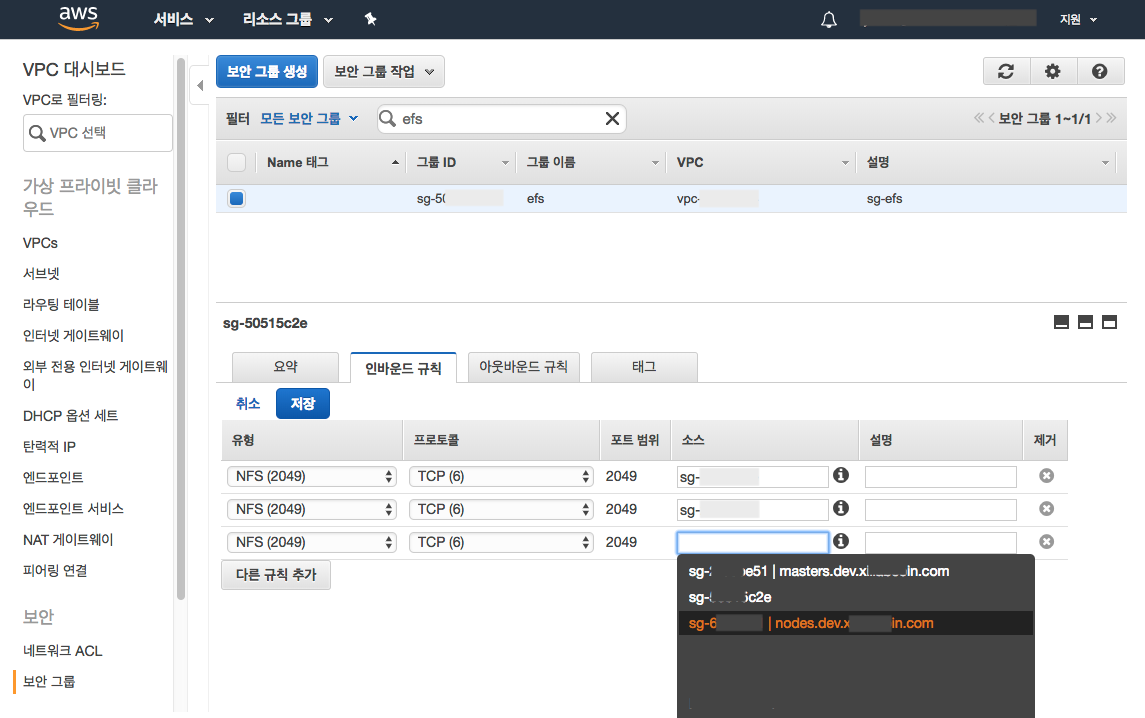 aws 서비스 리소스 그룹 지원
VPC 대시보드
VPC로 필터링:
VPC 선택
가상 프라이빗 클라
우드
VPCs
서브넷
라우팅 테이블
인터넷 게이트웨이
외부 전용 인터넷 게이트웨
이
DHCP 옵션 세트
탄력적 IP
엔드포인트
엔드포인트 서비스
NAT 게이트웨이
피어링 연결
보안
네트워크 ACL
보안 그룹
보안 그룹 생성 보안 그룹 작업
필터 모든 보안 그룹 efs 보안 그룹 1~1/1
Name 태그 그룹 ID 그룹 이름 VPC 설명
sg-50 efs vpc- sg-efs
sg-50515c2e
요약 인바운드 규칙 아웃바운드 규칙 태그
취소 저장
유형 프로토콜 포트 범위 소스 설명 제거
NFS (2049) TCP (6) 2049 sg-
NFS (2049) TCP (6) 2049 sg-
NFS (2049) TCP (6) 2049
다른 규칙 추가
sg- e51 | masters.dev.x in.com
sg- 5c2e
sg-6 | nodes.dev.x in.com